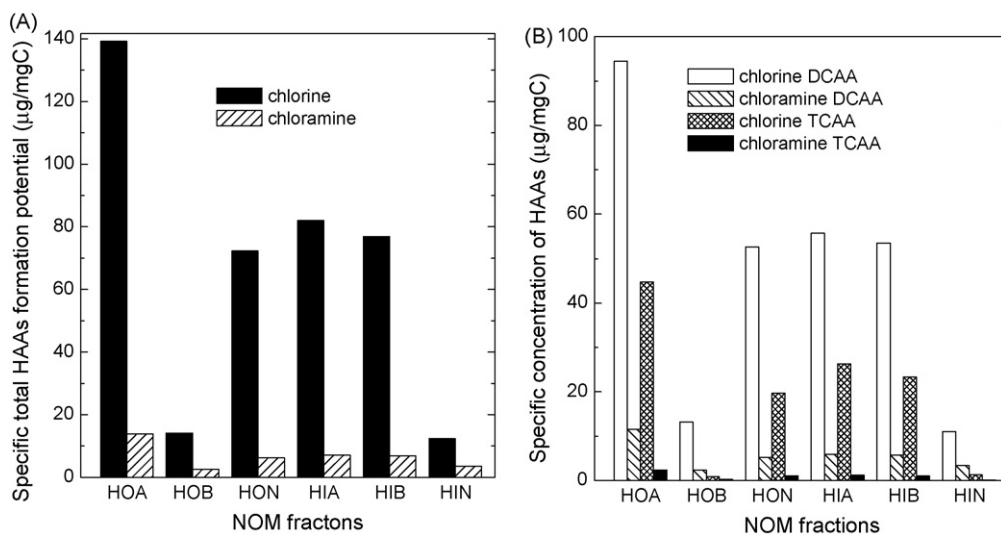 (A)
Specific total HAAs formation potential (μg/mgC)
140
120
100
80
60
40
20
0
chlorine
chloramine
HOA HOB HON HIA HIB HIN
NOM fractons
(B)
Specific concentration of HAAs (μg/mgC)
100
80
60
40
20
0
chlorine DCAA
chloramine DCAA
chlorine TCAA
chloramine TCAA
HOA HOB HON HIA HIB HIN
NOM fractions